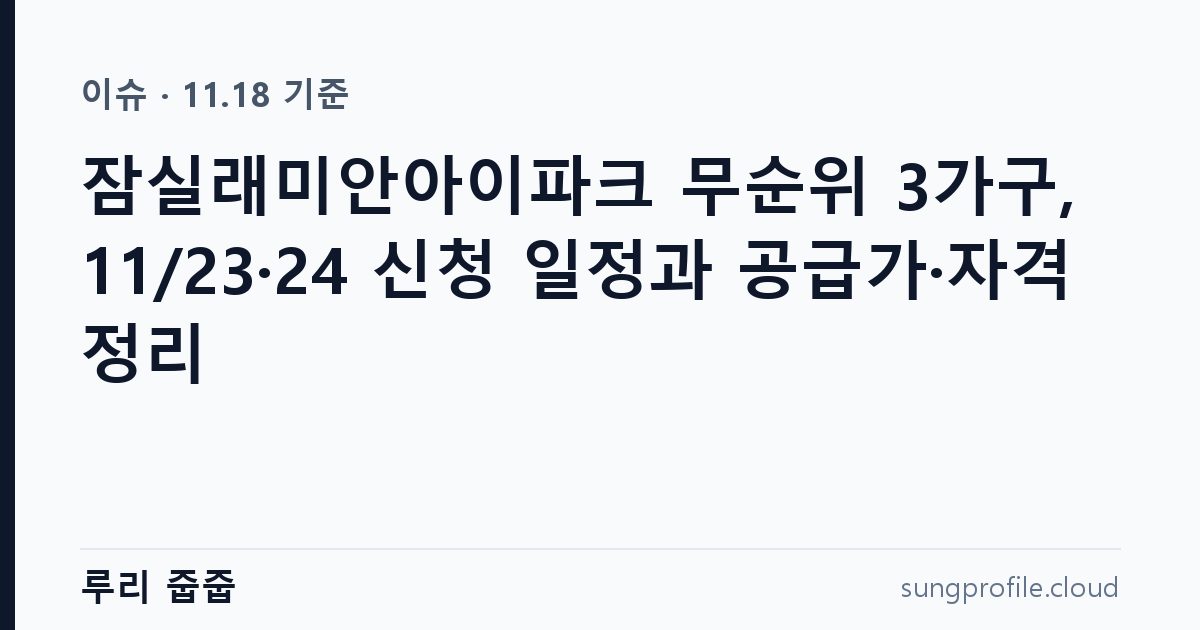 이슈 · 11.18 기준
잠실래미안아이파크 무순위 3가구,
11/23·24 신청 일정과 공급가·자격
정리
루리 줍줍
sungprofile.cloud